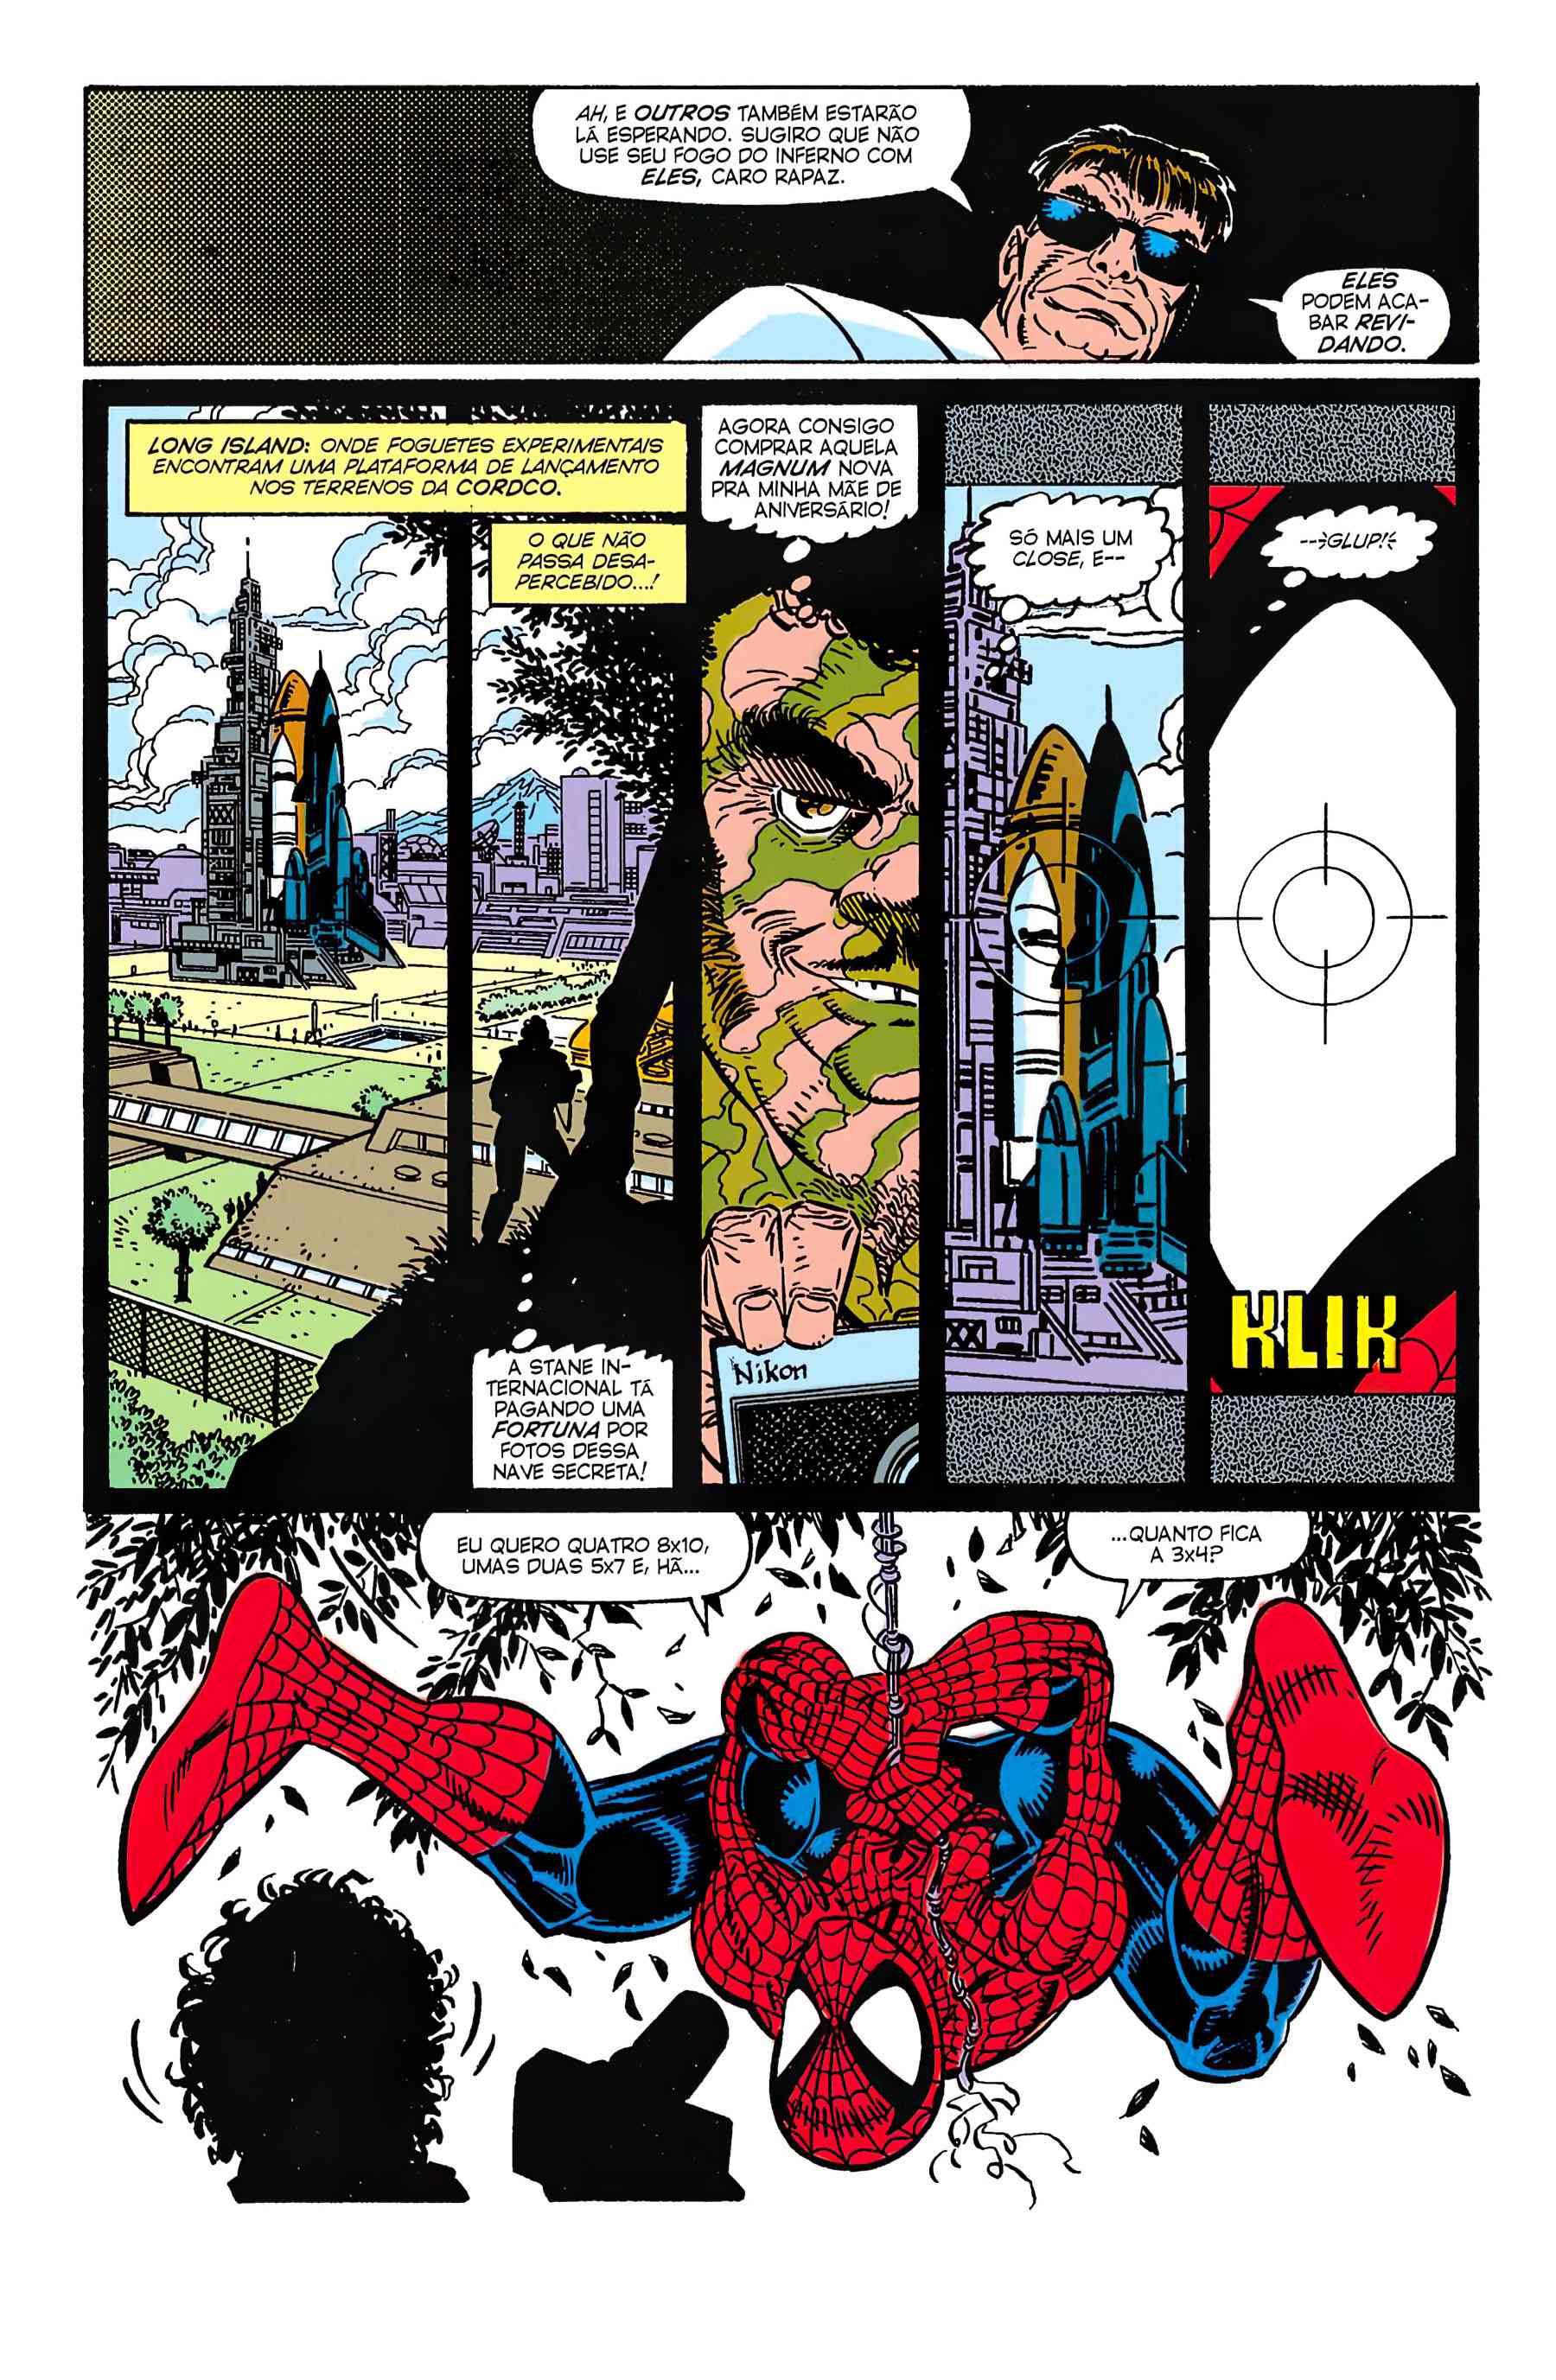 AH, E OUTROS TAMBÉM ESTARÃO
LÁ ESPERANDO. SUGIRO QUE NÃO
USE SEU FOGO DO INFERNO COM
ELES, CARO RAPAZ.
ELES
PODEM ACA-
BAR REVI-
DANDO.
LONG ISLAND: ONDE FOGUETES EXPERIMENTAIS
ENCONTRAM UMA PLATAFORMA DE LANÇAMENTO
NOS TERRENOS DA CORDCO.
O QUE NÃO
PASSA DESA-
PERCEBIDO...!
A STANE IN-
TERNACIONAL TÁ
PAGANDO UMA
FORTUNA POR
FOTOS DESSA
NAVE SECRETA!
AGORA CONSIGO
COMPRAR AQUELA
MAGNUM NOVA
PRA MINHA MÃE DE
ANIVERSÁRIO!
Nikon
SÓ MAIS UM
CLOSE, E--
--GLUP!
KLIK
EU QUERO QUATRO 8x10,
UMAS DUAS 5x7 E, HÃ...
...QUANTO FICA
A 3x4?